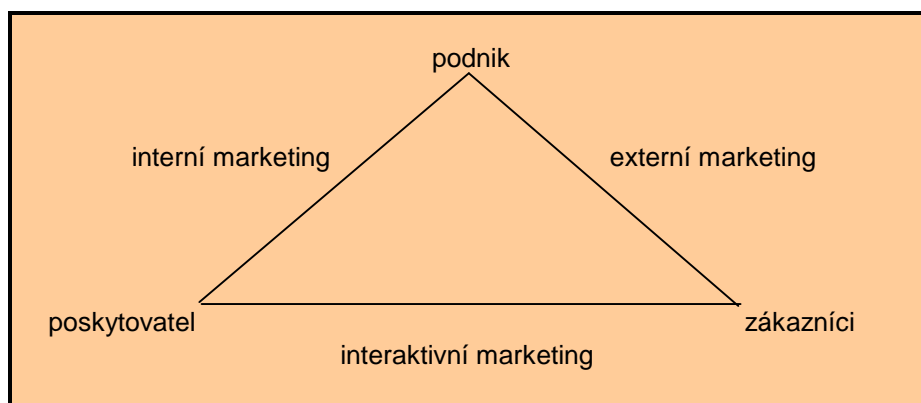 podnik
interní marketing
externí marketing
poskytovatel
zákazníci
interaktivní marketing